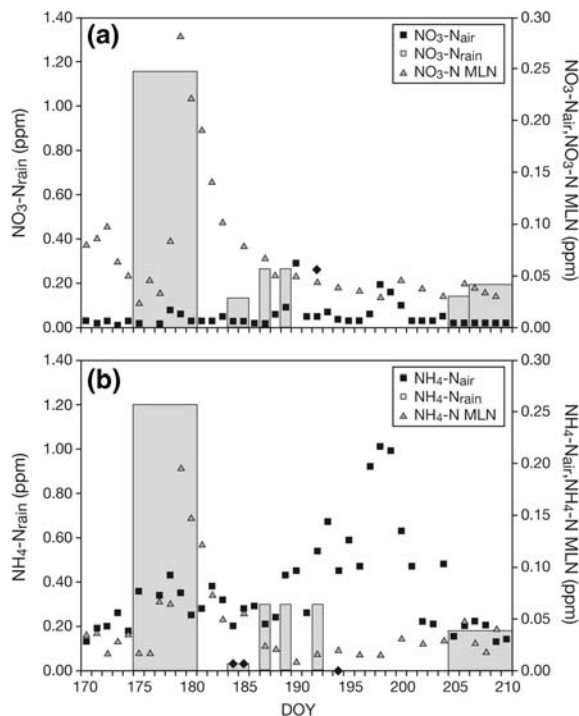 (a)
NO3-Nair
NO3-Nrain
NO3-N MLN
NO3-Nrain (ppm)
1.40
1.20
1.00
0.80
0.60
0.40
0.20
0.00
NO3-Nair,NO3-N MLN (ppm)
0.30
0.25
0.20
0.15
0.10
0.05
0.00
(b)
NH4-Nair
NH4-Nrain
NH4-N MLN
NH4-Nrain (ppm)
1.40
1.20
1.00
0.80
0.60
0.40
0.20
0.00
NH4-Nair,NH4-N MLN (ppm)
0.30
0.25
0.20
0.15
0.10
0.05
0.00
170 175 180 185 190 195 200 205 210
DOY